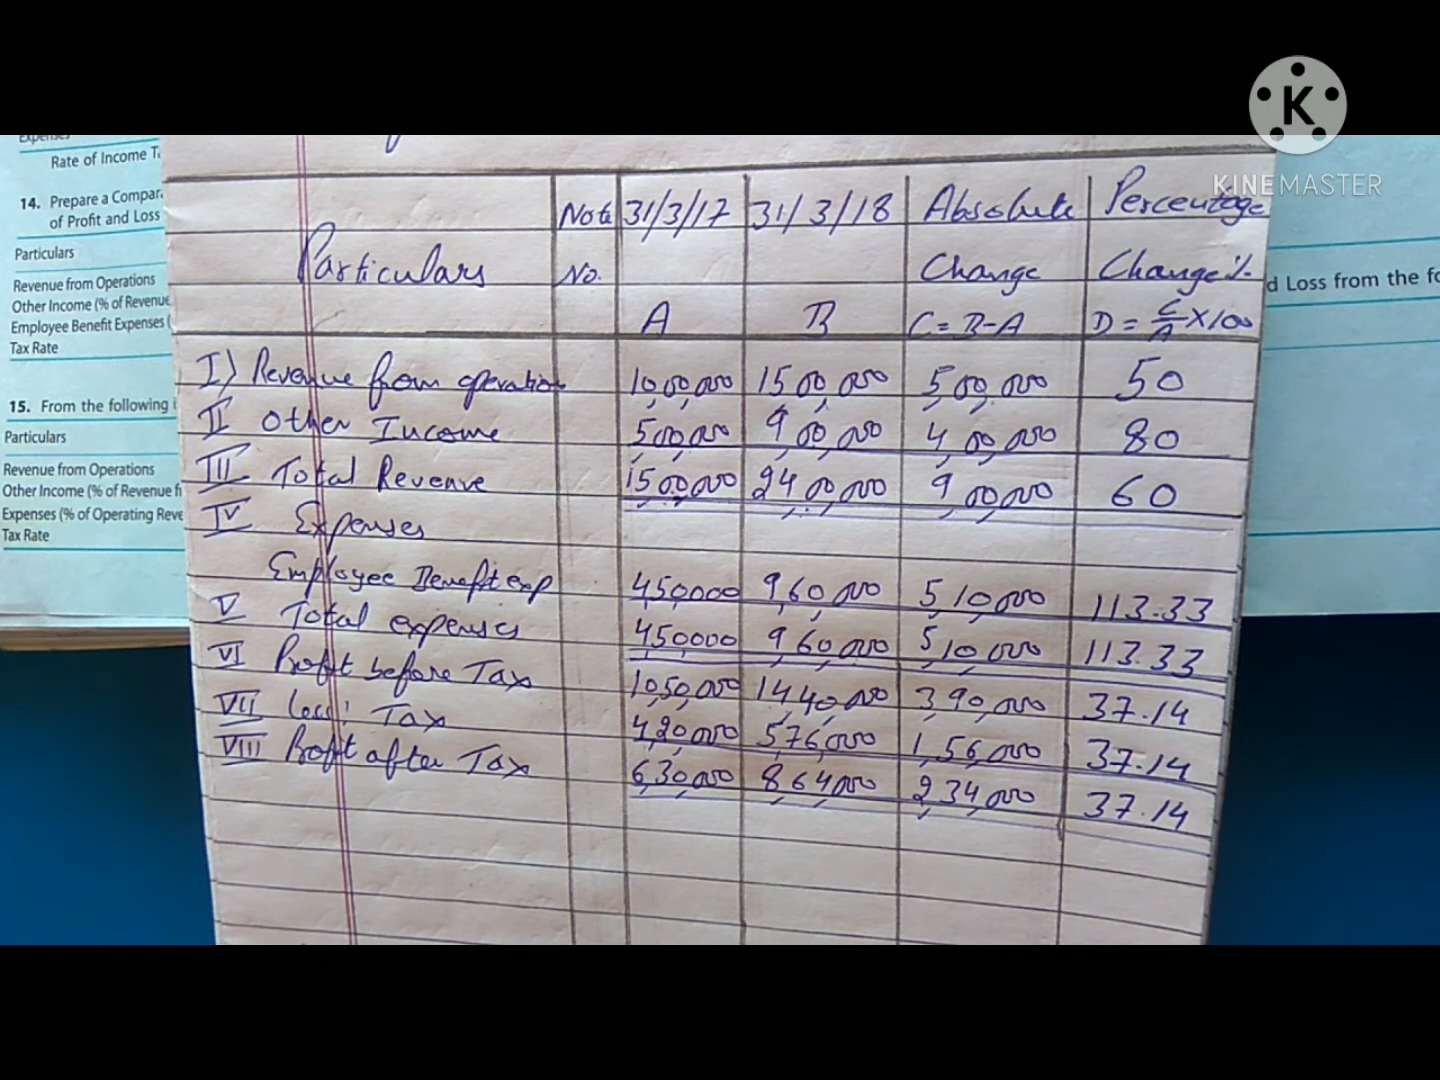 K
KINEMASTER
Expenses
Rate of Income T
14. Prepare a Compar
of Profit and Loss
Particulars
Revenue from Operations
Other Income (% of Revenue
Employee Benefit Expenses (
Tax Rate
15. From the following i
Particulars
Revenue from Operations
Other Income (% of Revenue f
Expenses (% of Operating Reve
Tax Rate
d Loss from the fo
Particulars Note No. 31/3/17 31/3/18 Absolute Change Percentage Change %
A B C = B-A D = C/A X 100
I) Revenue from operation 10,00,000 15,00,000 5,00,000 50
II Other Income 5,00,000 9,00,000 4,00,000 80
III Total Revenue 15,00,000 24,00,000 9,00,000 60
IV Expenses
Employee Benefit exp 4,50,000 9,60,000 5,10,000 113.33
V Total expenses 4,50,000 9,60,000 5,10,000 113.33
VI Profit before Tax 10,50,000 14,40,000 3,90,000 37.14
VII Less: Tax 4,20,000 5,76,000 1,56,000 37.14
VIII Profit after Tax 6,30,000 8,64,000 2,34,000 37.14